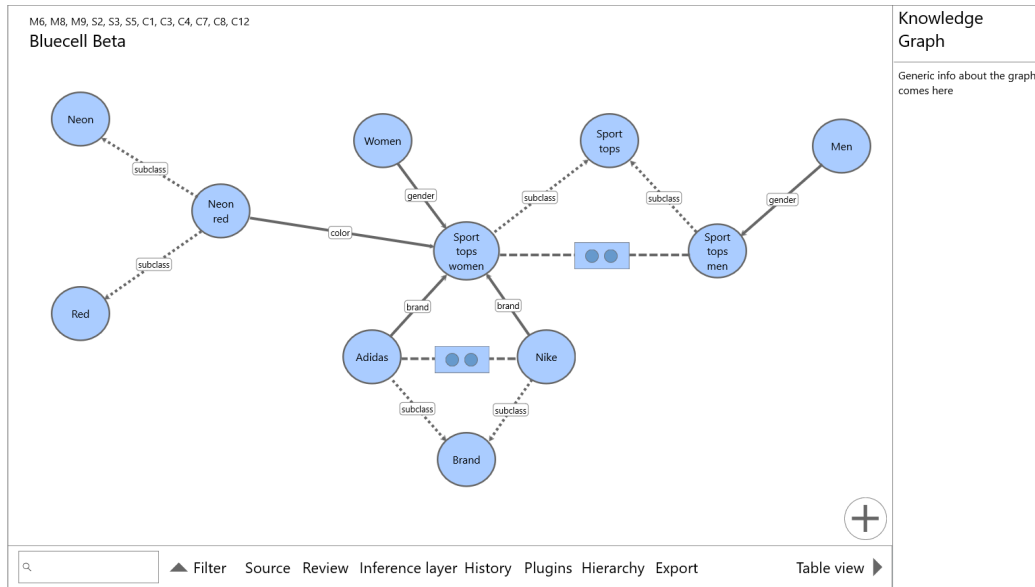 M6, M8, M9, S2, S3, S5, C1, C3, C4, C7, C8, C12
Bluecell Beta
Knowledge
Graph
Generic info about the graph
comes here
Neon
Women
Sport
tops
Men
subclass
gender
subclass
subclass
gender
Neon
red
color
Sport
tops
women
Sport
tops
men
subclass
Red
brand
brand
Adidas
Nike
subclass
subclass
Brand
Filter
Source
Review
Inference layer
History
Plugins
Hierarchy
Export
Table view